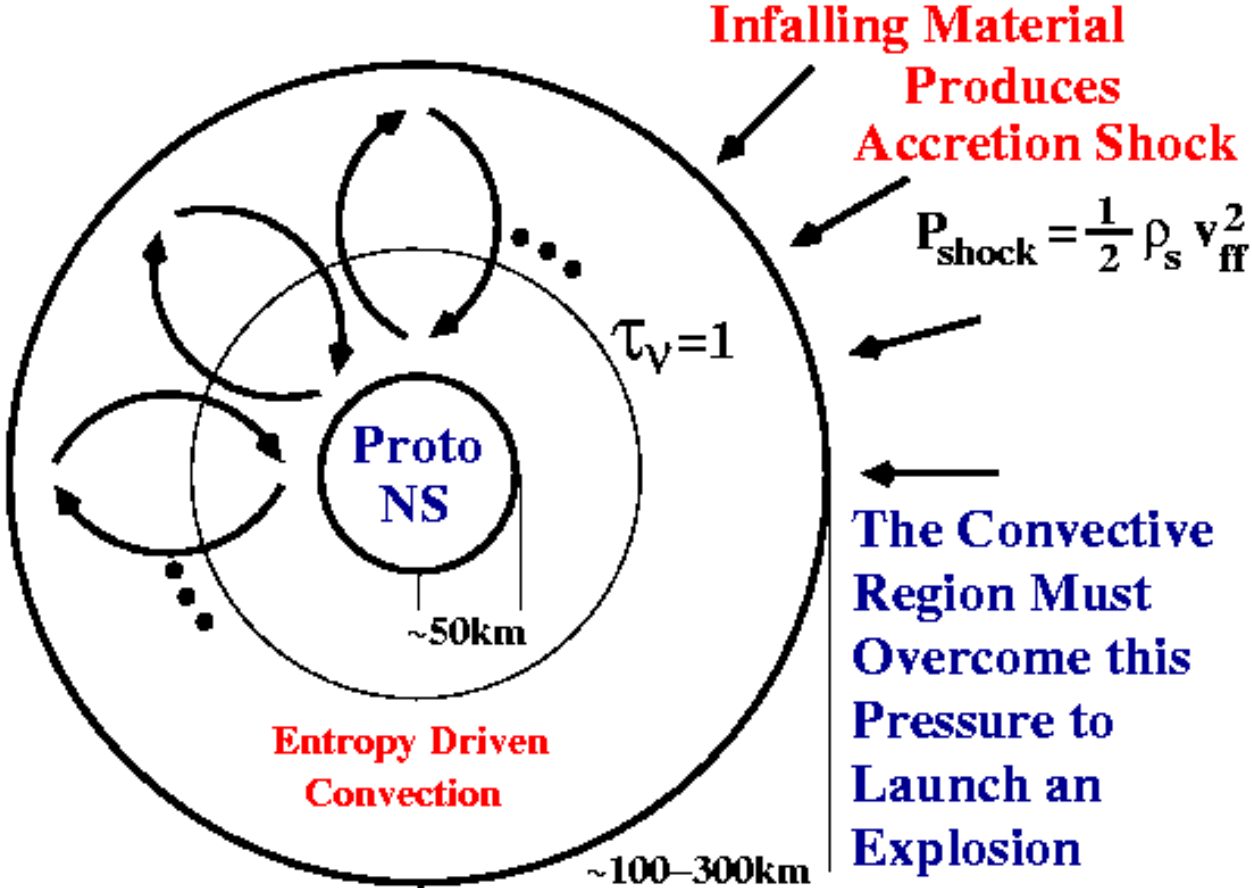 Infalling Material
Produces
Accretion Shock
P_shock = 1/2 ρ_s v_ff^2
τ_ν=1
Proto
NS
~50km
Entropy Driven
Convection
The Convective
Region Must
Overcome this
Pressure to
Launch an
Explosion
~100–300km